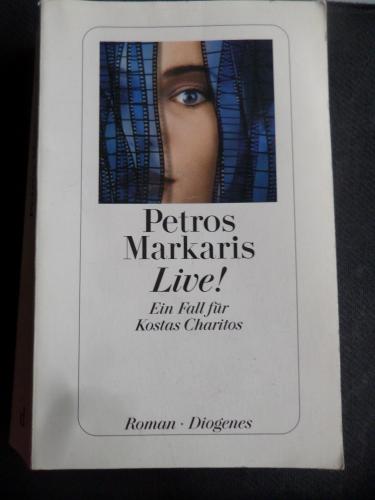 Petros
Markaris
Live!
Ein Fall für
Kostas Charitos
Roman · Diogenes